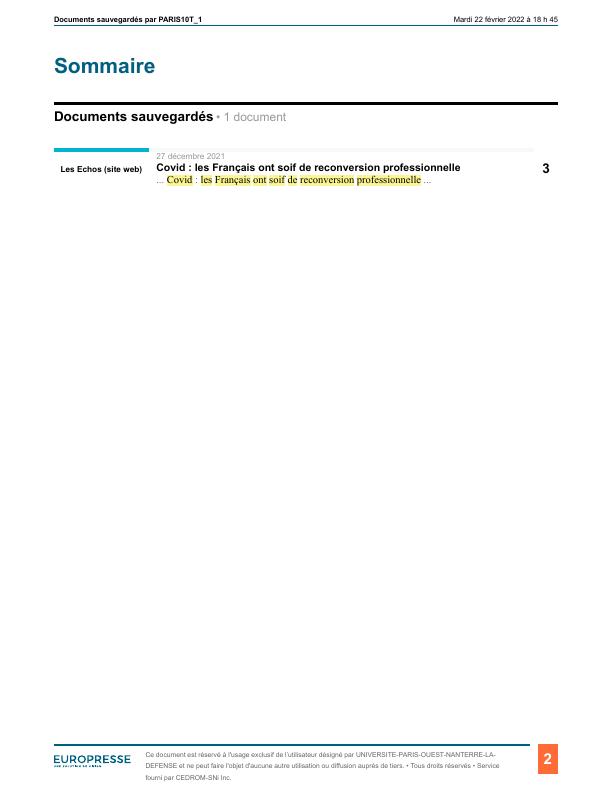 Documents sauvegardés par PARIS10T_1
Mardi 22 février 2022 à 18 h 45
Sommaire
Documents sauvegardés • 1 document
27 décembre 2021
Les Echos (site web)
Covid : les Français ont soif de reconversion professionnelle
3
... Covid : les Français ont soif de reconversion professionnelle ...
EUROPRESSE
Ce document est réservé à l'usage exclusif de l'utilisateur désigné par UNIVERSITE-PARIS-OUEST-NANTERRE-LA-
DEFENSE et ne peut faire l'objet d'aucune autre utilisation ou diffusion auprès de tiers. • Tous droits réservés • Service
fourni par CEDROM-SNi Inc.
2